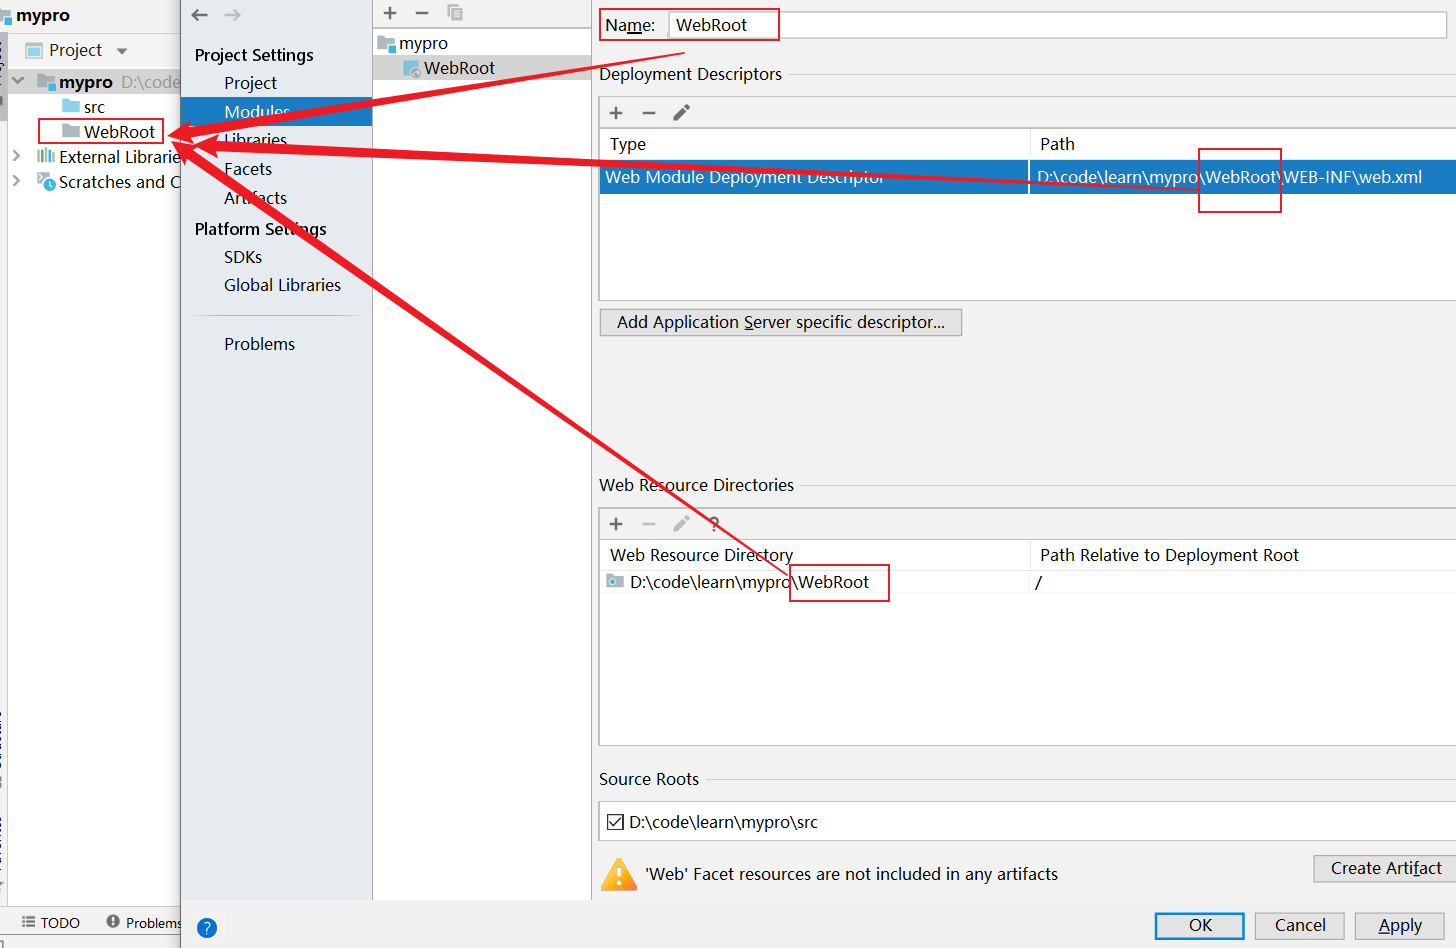 mypro
Project
mypro D:\code
src
WebRoot
External Librarie
Scratches and C
TODO
Problems
Project Settings
Project
Modules
Libraries
Facets
Artifacts
Platform Settings
SDKs
Global Libraries
Problems
mypro
WebRoot
Name: WebRoot
Deployment Descriptors
Type Path
Web Module Deployment Descriptor D:\code\learn\mypro\WebRoot\WEB-INF\web.xml
Add Application Server specific descriptor...
Web Resource Directories
?
Web Resource Directory Path Relative to Deployment Root
D:\code\learn\mypro\WebRoot /
Source Roots
D:\code\learn\mypro\src
'Web' Facet resources are not included in any artifacts
Create Artifact
?
OK Cancel Apply